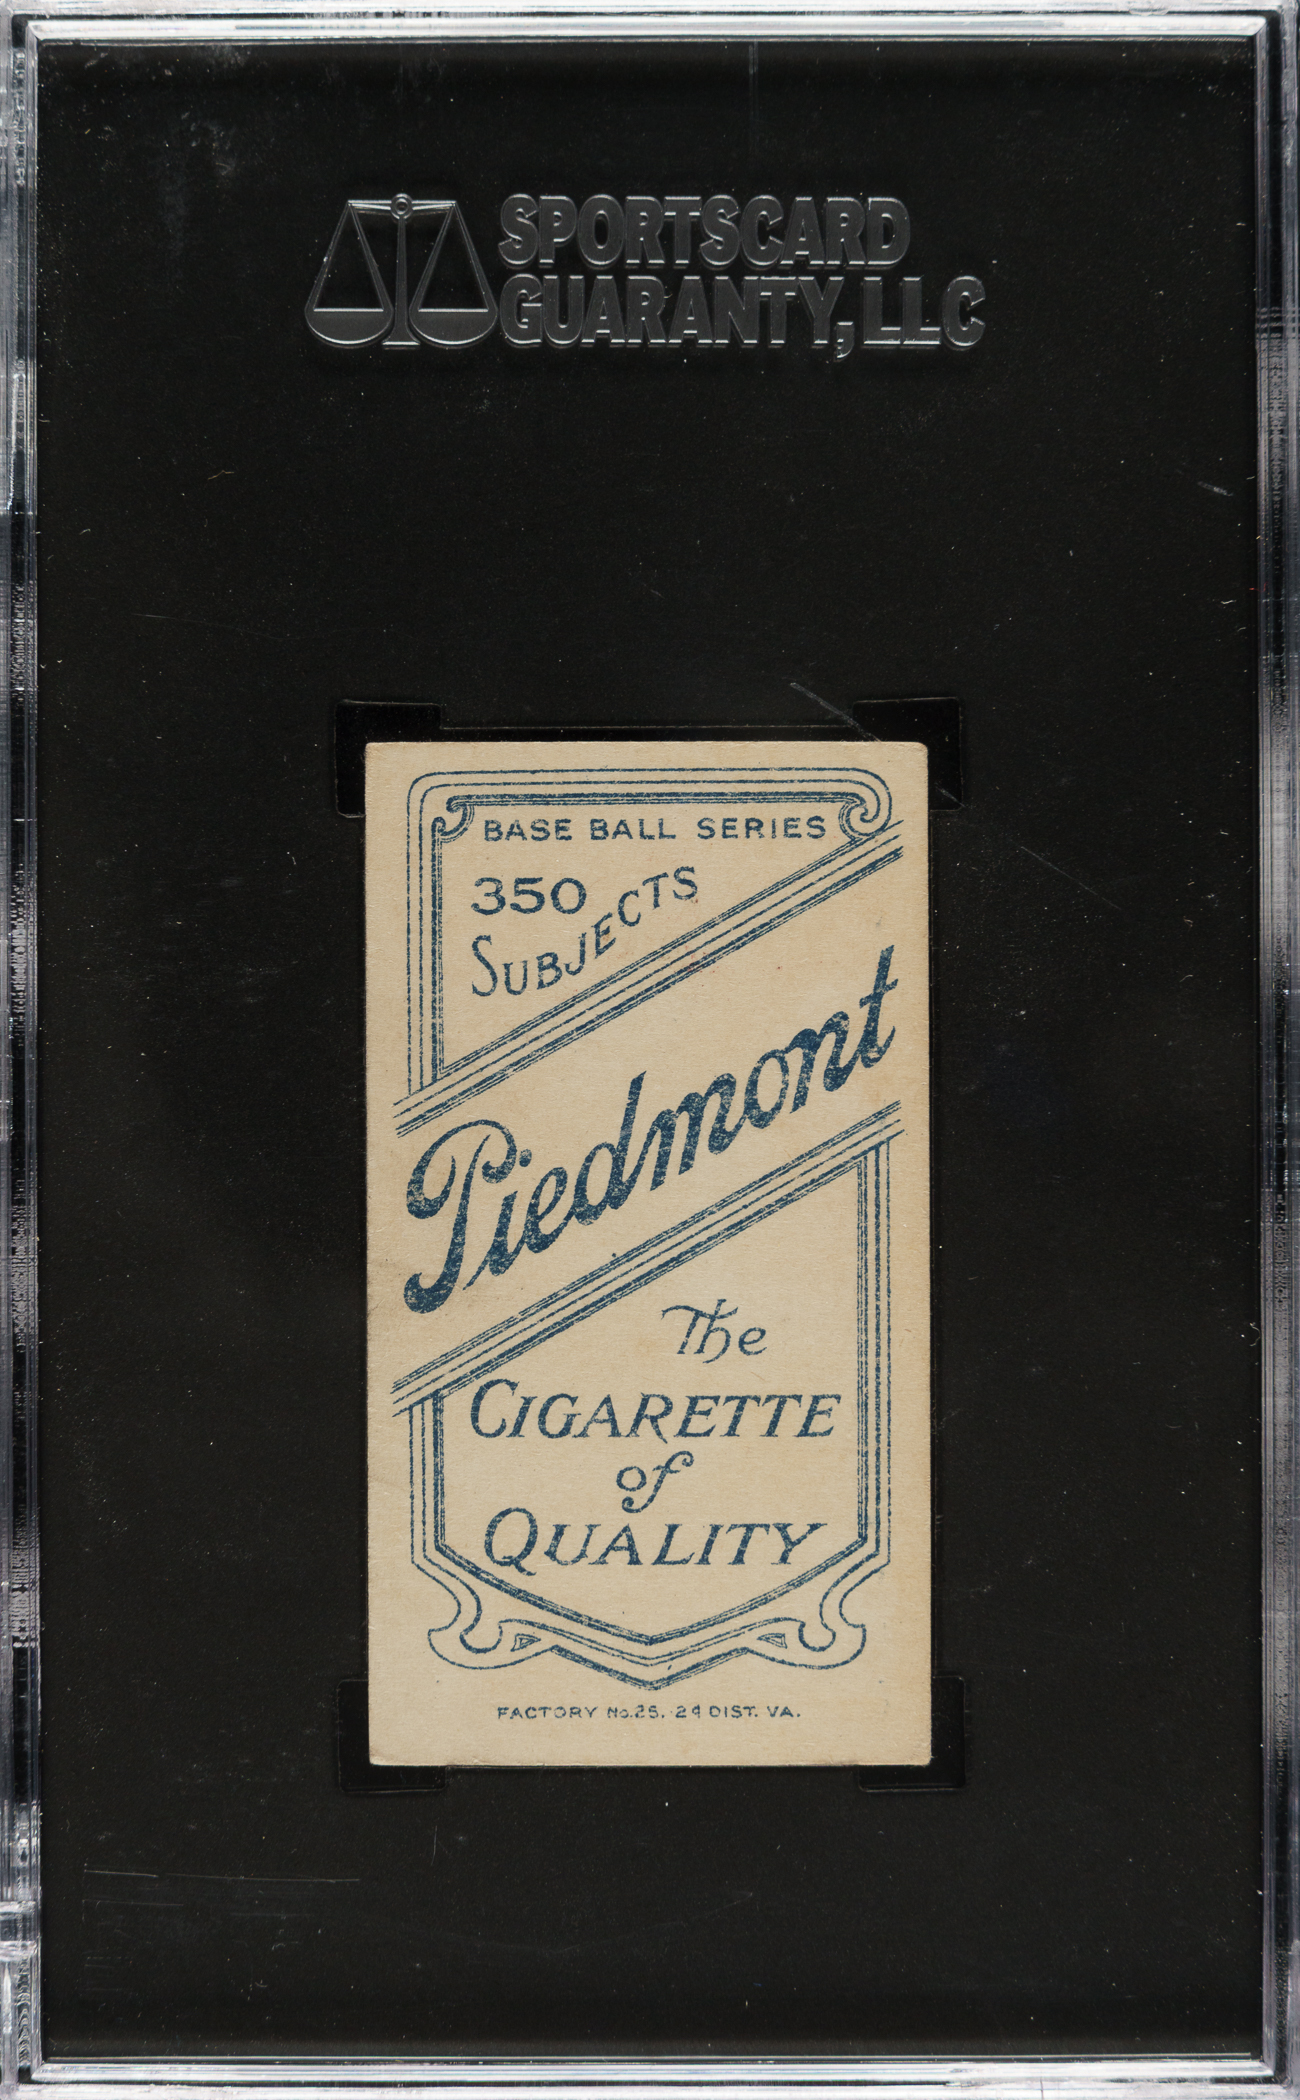 SPORTSCARD
GUARANTY, LLC
BASE BALL SERIES
350
SUBJECTS
Piedmont
The
CIGARETTE
of
QUALITY
FACTORY No. 25. 2d DIST. VA.